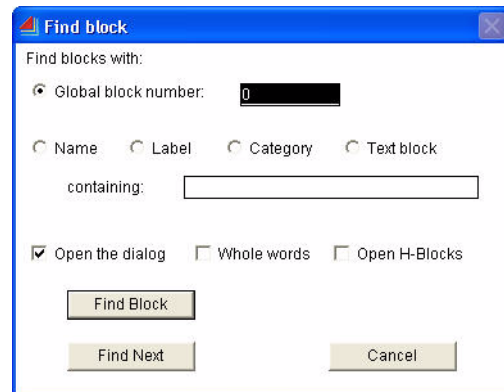 Find block
Find blocks with:
Global block number: 0
Name Label Category Text block
containing:
Open the dialog Whole words Open H-Blocks
Find Block
Find Next Cancel